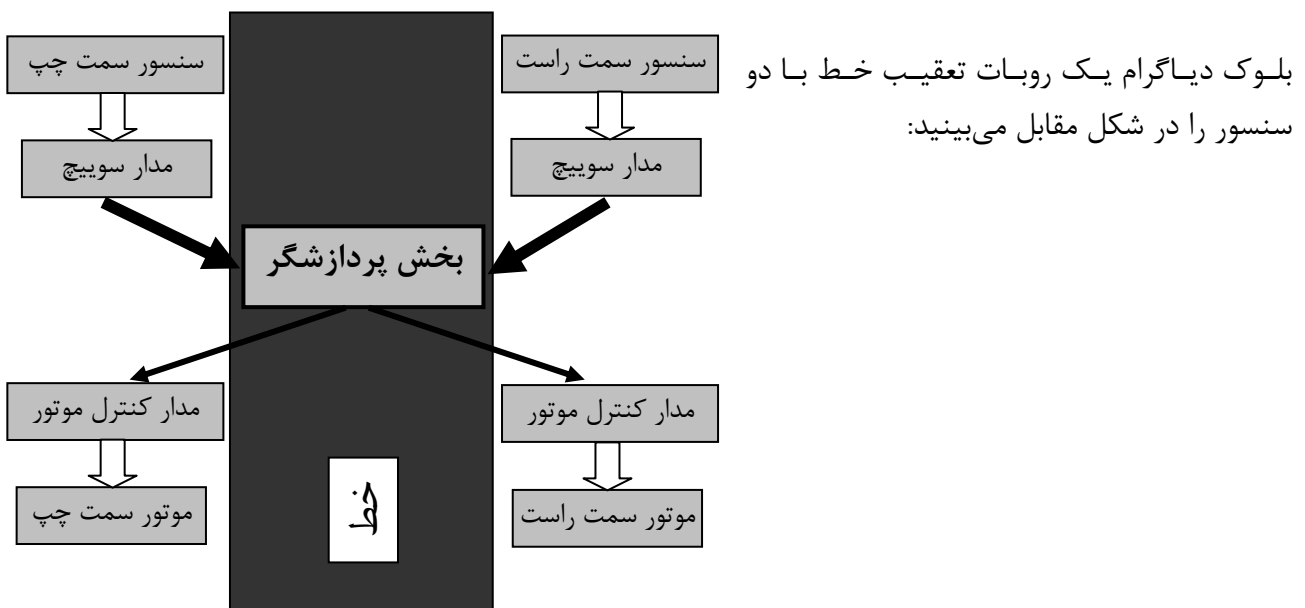 بلوک دیاگرام یک روبات تعقیب خط با دو
سنسور را در شکل مقابل می‌بینید:
سنسور سمت راست
سنسور سمت چپ
مدار سوییچ
مدار سوییچ
بخش پردازشگر
مدار کنترل موتور
مدار کنترل موتور
خط
موتور سمت راست
موتور سمت چپ